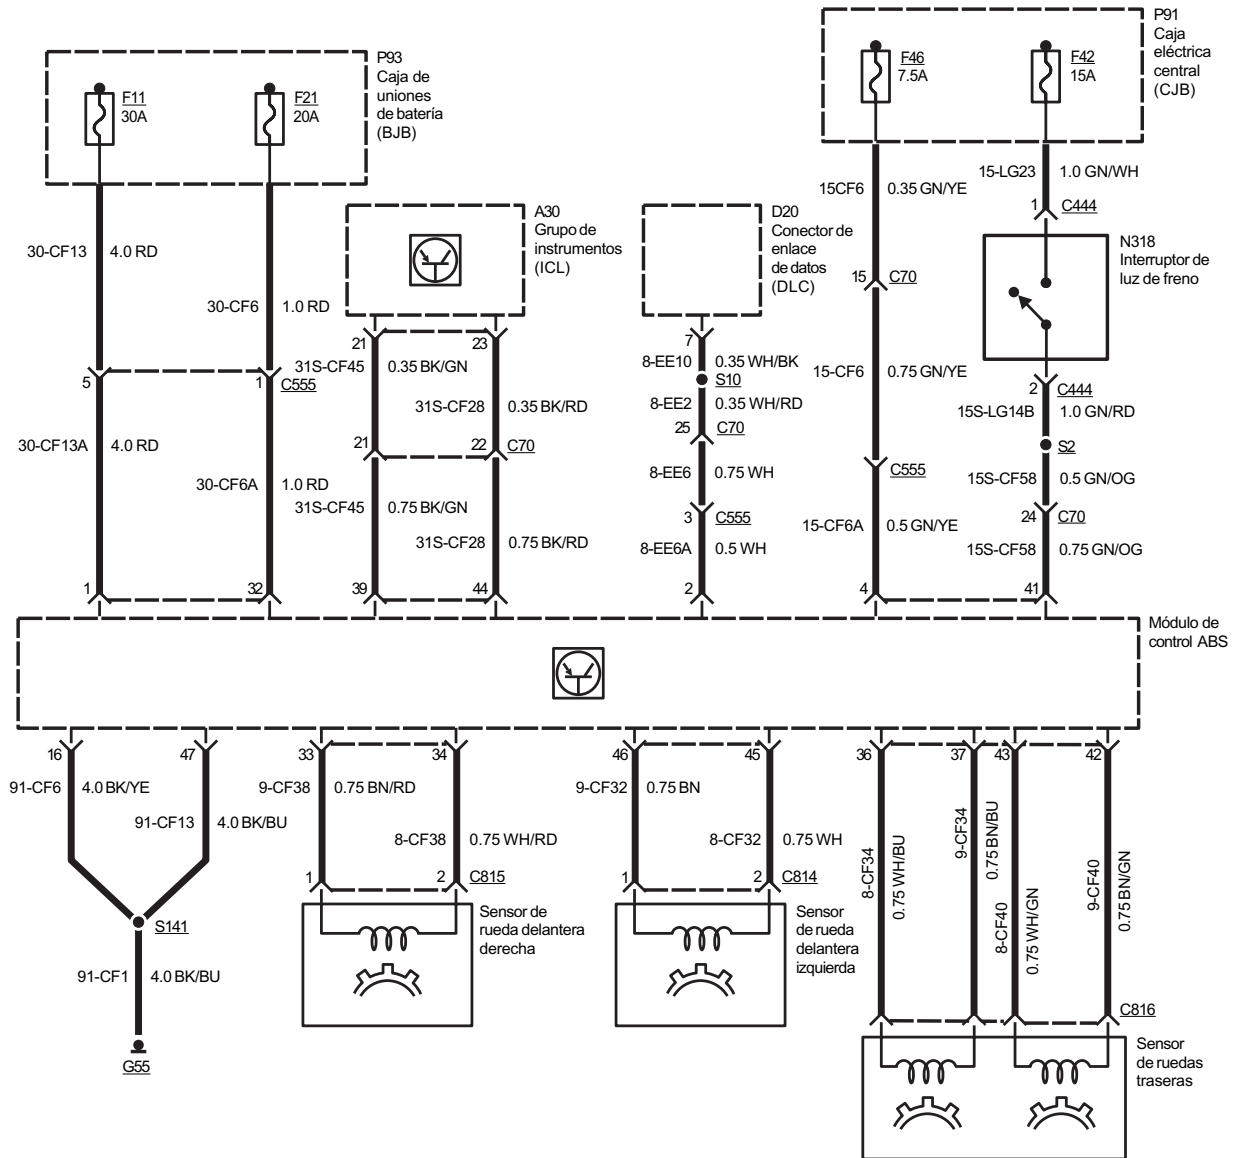 P93
Caja de
uniones
de batería
(BJB)
F11
30A
F21
20A
P91
Caja
eléctrica
central
(CJB)
F46
7.5A
F42
15A
A30
Grupo de
instrumentos
(ICL)
D20
Conector de
enlace
de datos
(DLC)
N318
Interruptor de
luz de freno
30-CF13 4.0 RD
30-CF6 1.0 RD
5 1 C555
30-CF13A 4.0 RD
30-CF6A 1.0 RD
1 32
21 23
31S-CF45 0.35 BK/GN
31S-CF28 0.35 BK/RD
21 22 C70
31S-CF45 0.75 BK/GN
31S-CF28 0.75 BK/RD
39 44
7
8-EE10 0.35 WH/BK
S10
8-EE2 0.35 WH/RD
25 C70
8-EE6 0.75 WH
3 C555
8-EE6A 0.5 WH
2
15CF6 0.35 GN/YE
15 C70
15-CF6 0.75 GN/YE
C555
15-CF6A 0.5 GN/YE
4
15-LG23 1.0 GN/WH
1 C444
2 C444
15S-LG14B 1.0 GN/RD
S2
15S-CF58 0.5 GN/OG
24 C70
15S-CF58 0.75 GN/OG
41
Módulo de
control ABS
16 47
91-CF6 4.0 BK/YE
91-CF13 4.0 BK/BU
S141
91-CF1 4.0 BK/BU
G55
33 34
9-CF38 0.75 BN/RD
8-CF38 0.75 WH/RD
1 2 C815
Sensor de
rueda delantera
derecha
46 45
9-CF32 0.75 BN
8-CF32 0.75 WH
1 2 C814
Sensor
de rueda
delantera
izquierda
36 37 43 42
8-CF34
0.75 WH/BU
9-CF34
0.75 BN/BU
8-CF40
0.75 WH/GN
9-CF40
0.75 BN/GN
C816
Sensor
de ruedas
traseras